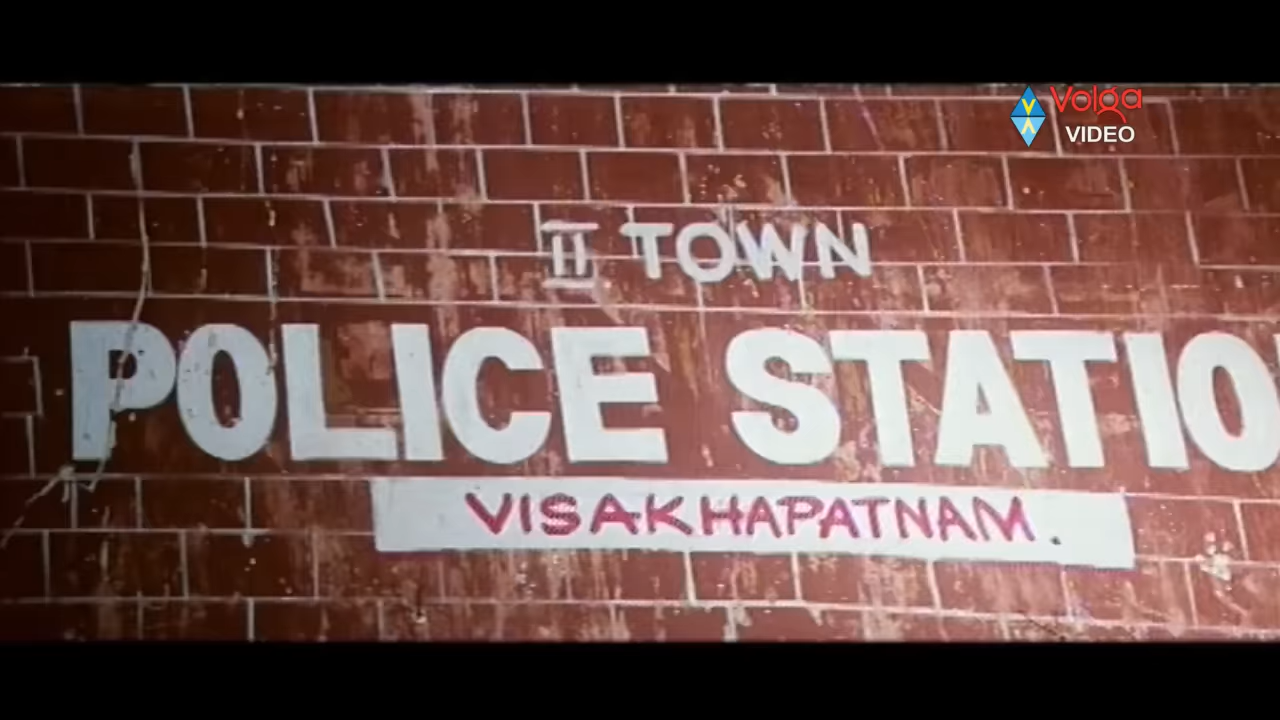 Volga
VIDEO
II TOWN
POLICE STATIO
VISAKHAPATNAM.